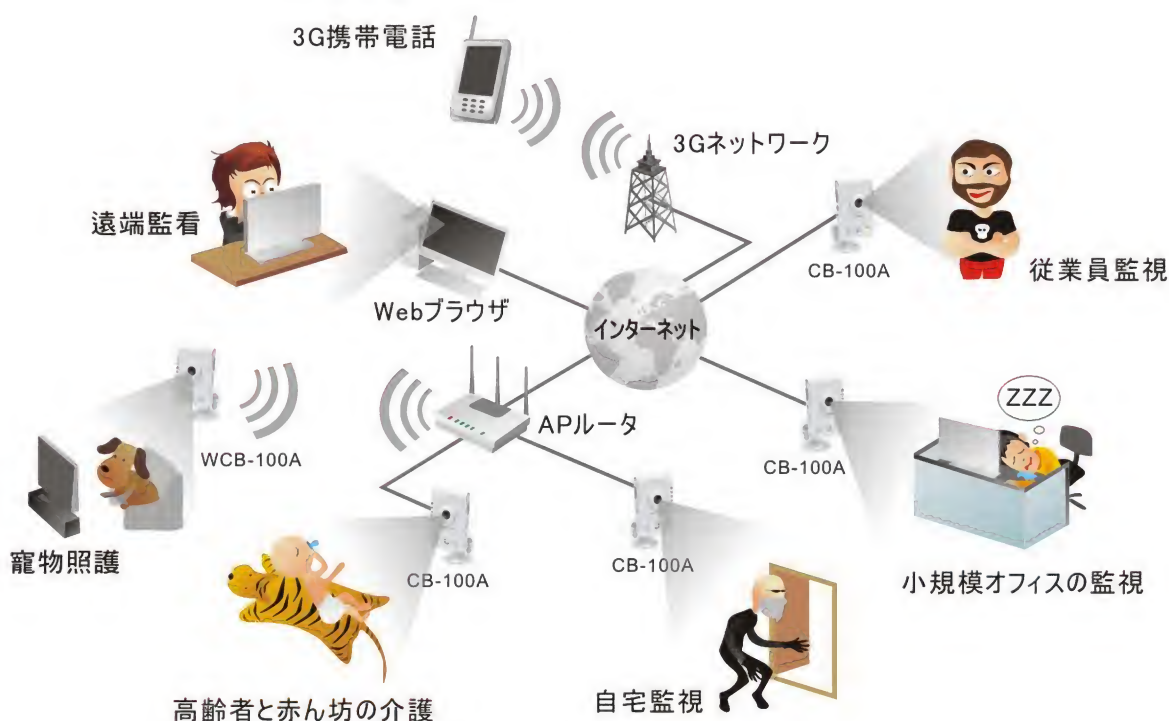 3G携帯電話
3Gネットワーク
遠端監看
CB-100A
従業員監視
Webブラウザ
インターネット
ZZZ
APルータ
WCB-100A
CB-100A
寵物照護
CB-100A
CB-100A
小規模オフィスの監視
高齢者と赤ん坊の介護
自宅監視